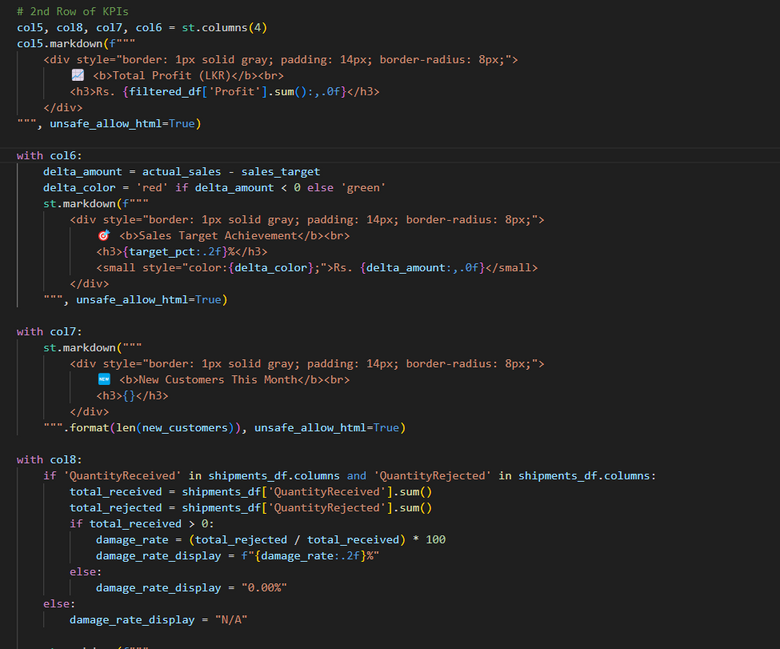 # 2nd Row of KPIs
col5, col8, col7, col6 = st.columns(4)
col5.markdown(f"""
    <div style="border: 1px solid gray; padding: 14px; border-radius: 8px;">
        📈 <b>Total Profit (LKR)</b><br>
        <h3>Rs. {filtered_df['Profit'].sum():,.0f}</h3>
    </div>
""", unsafe_allow_html=True)

with col6:
    delta_amount = actual_sales - sales_target
    delta_color = 'red' if delta_amount < 0 else 'green'
    st.markdown(f"""
        <div style="border: 1px solid gray; padding: 14px; border-radius: 8px;">
            🎯 <b>Sales Target Achievement</b><br>
            <h3>{target_pct:.2f}%</h3>
            <small style="color:{delta_color};">Rs. {delta_amount:,.0f}</small>
        </div>
    """, unsafe_allow_html=True)

with col7:
    st.markdown("""
        <div style="border: 1px solid gray; padding: 14px; border-radius: 8px;">
            🆕 <b>New Customers This Month</b><br>
            <h3>{}</h3>
        </div>
    """.format(len(new_customers)), unsafe_allow_html=True)

with col8:
    if 'QuantityReceived' in shipments_df.columns and 'QuantityRejected' in shipments_df.columns:
        total_received = shipments_df['QuantityReceived'].sum()
        total_rejected = shipments_df['QuantityRejected'].sum()
        if total_received > 0:
            damage_rate = (total_rejected / total_received) * 100
            damage_rate_display = f"{damage_rate:.2f}%"
        else:
            damage_rate_display = "0.00%"
    else:
        damage_rate_display = "N/A"